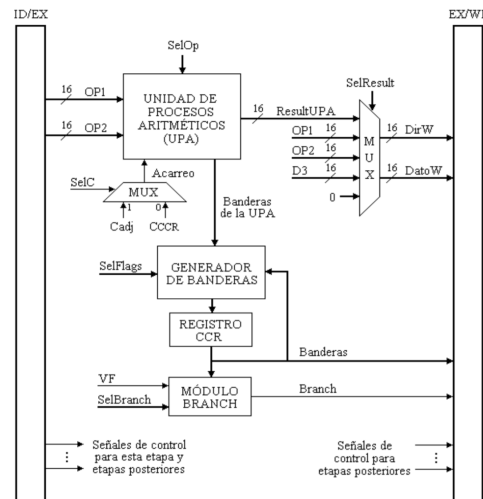 ID/EX
EX/WB
SelOp
SelResult
16 OP1
16 OP2
UNIDAD DE
PROCESOS
ARITMÉTICOS
(UPA)
16 ResultUPA
OP1 16
OP2 16
D3 16
0
M
U
X
16 DirW
16 DatoW
Acarreo
SelC
MUX
1 0
Cadj CCCR
Banderas
de la UPA
SelFlags
GENERADOR
DE BANDERAS
REGISTRO
CCR
Banderas
VF
SelBranch
MÓDULO
BRANCH
Branch
Señales de control
para esta etapa y
etapas posteriores
Señales de
control para
etapas posteriores